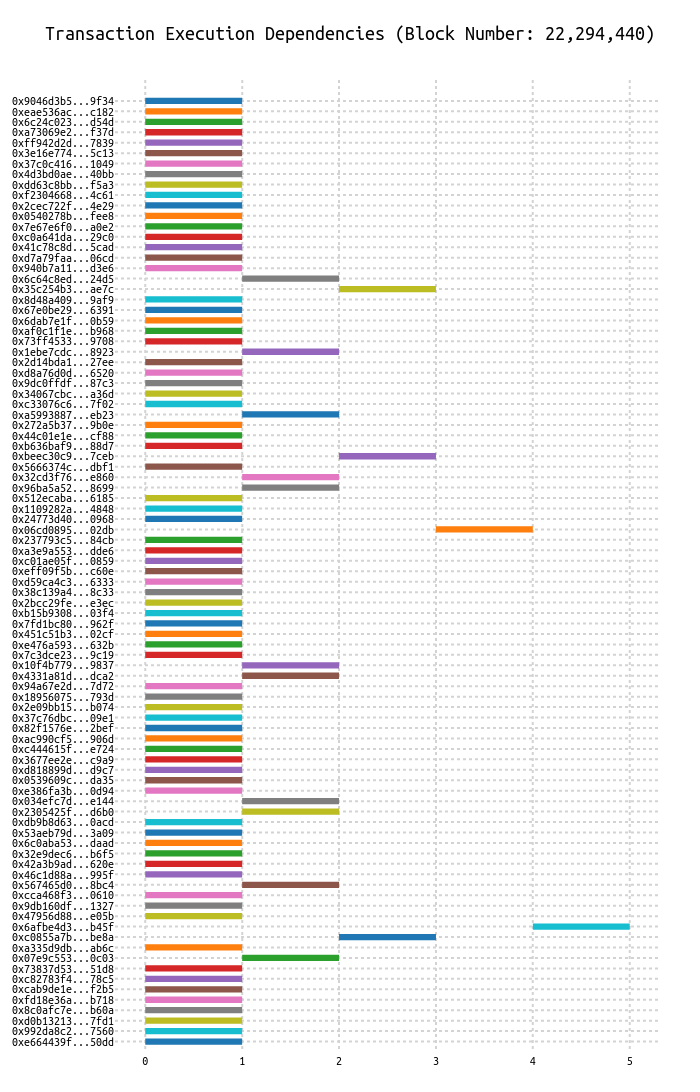 Transaction Execution Dependencies (Block Number: 22,294,440)
0x9046d3b5...9f34
0xeae536ac...c182
0x6c24c023...d54d
0xa73069e2...f37d
0xff942d2d...7839
0x3e16e774...5c13
0x37c0c416...1049
0x4d3bd0ae...40bb
0xdd63c8bb...f5a3
0xf2304668...4c61
0x2cec722f...4e29
0x0540278b...fee8
0x7e67e6f0...a0e2
0xc0a641da...29c0
0x41c78c8d...5cad
0xd7a79faa...06cd
0x940b7a11...d3e6
0x6c64c8ed...24d5
0x35c254b3...ae7c
0x8d48a409...9af9
0x67e0be29...6391
0x6dab7e1f...0b59
0xaf0c1f1e...b968
0x73ff4533...9708
0x1ebe7cdc...8923
0x2d14bda1...27ee
0xd8a76d0d...6520
0x9dc0ffdf...87c3
0x34067cbc...a36d
0xc33076c6...7f02
0xa5993887...eb23
0x272a5b37...9b0e
0x44c01e1e...cf88
0xb636baf9...88d7
0xbeec30c9...7ceb
0x5666374c...dbf1
0x32cd3f76...e860
0x96ba5a52...8699
0x512ecaba...6185
0x1109282a...4848
0x24773d40...0968
0x06cd0895...02db
0x237793c5...84cb
0xa3e9a553...dde6
0xc01ae05f...0859
0xeff09f5b...c60e
0xd59ca4c3...6333
0x38c139a4...8c33
0x2bcc29fe...e3ec
0xb15b9308...03f4
0x7fd1bc80...962f
0x451c51b3...02cf
0xe476a593...632b
0x7c3dce23...9c19
0x10f4b779...9837
0x4331a81d...dca2
0x94a67e2d...7d72
0x18956075...793d
0x2e09bb15...b074
0x37c76dbc...09e1
0x82f1576e...2bef
0xac990cf5...906d
0xc444615f...e724
0x3677ee2e...c9a9
0xd818899d...d9c7
0x0539609c...da35
0xe386fa3b...0d94
0x034efc7d...e144
0x2305425f...d6b0
0xdb9b8d63...0acd
0x53aeb79d...3a09
0x6c0aba53...daad
0x32e9dec6...b6f5
0x42a3b9ad...620e
0x46c1d88a...995f
0x567465d0...8bc4
0xcca468f3...0610
0x9db160df...1327
0x47956d88...e05b
0x6afbe4d3...b45f
0xc0855a7b...be8a
0xa335d9db...ab6c
0x07e9c553...0c03
0x73837d53...51d8
0xc82783f4...78c5
0xcab9de1e...f2b5
0xfd18e36a...b718
0x8c0afc7e...b60a
0xd0b13213...7fd1
0x992da8c2...7560
0xe664439f...50dd
0 1 2 3 4 5